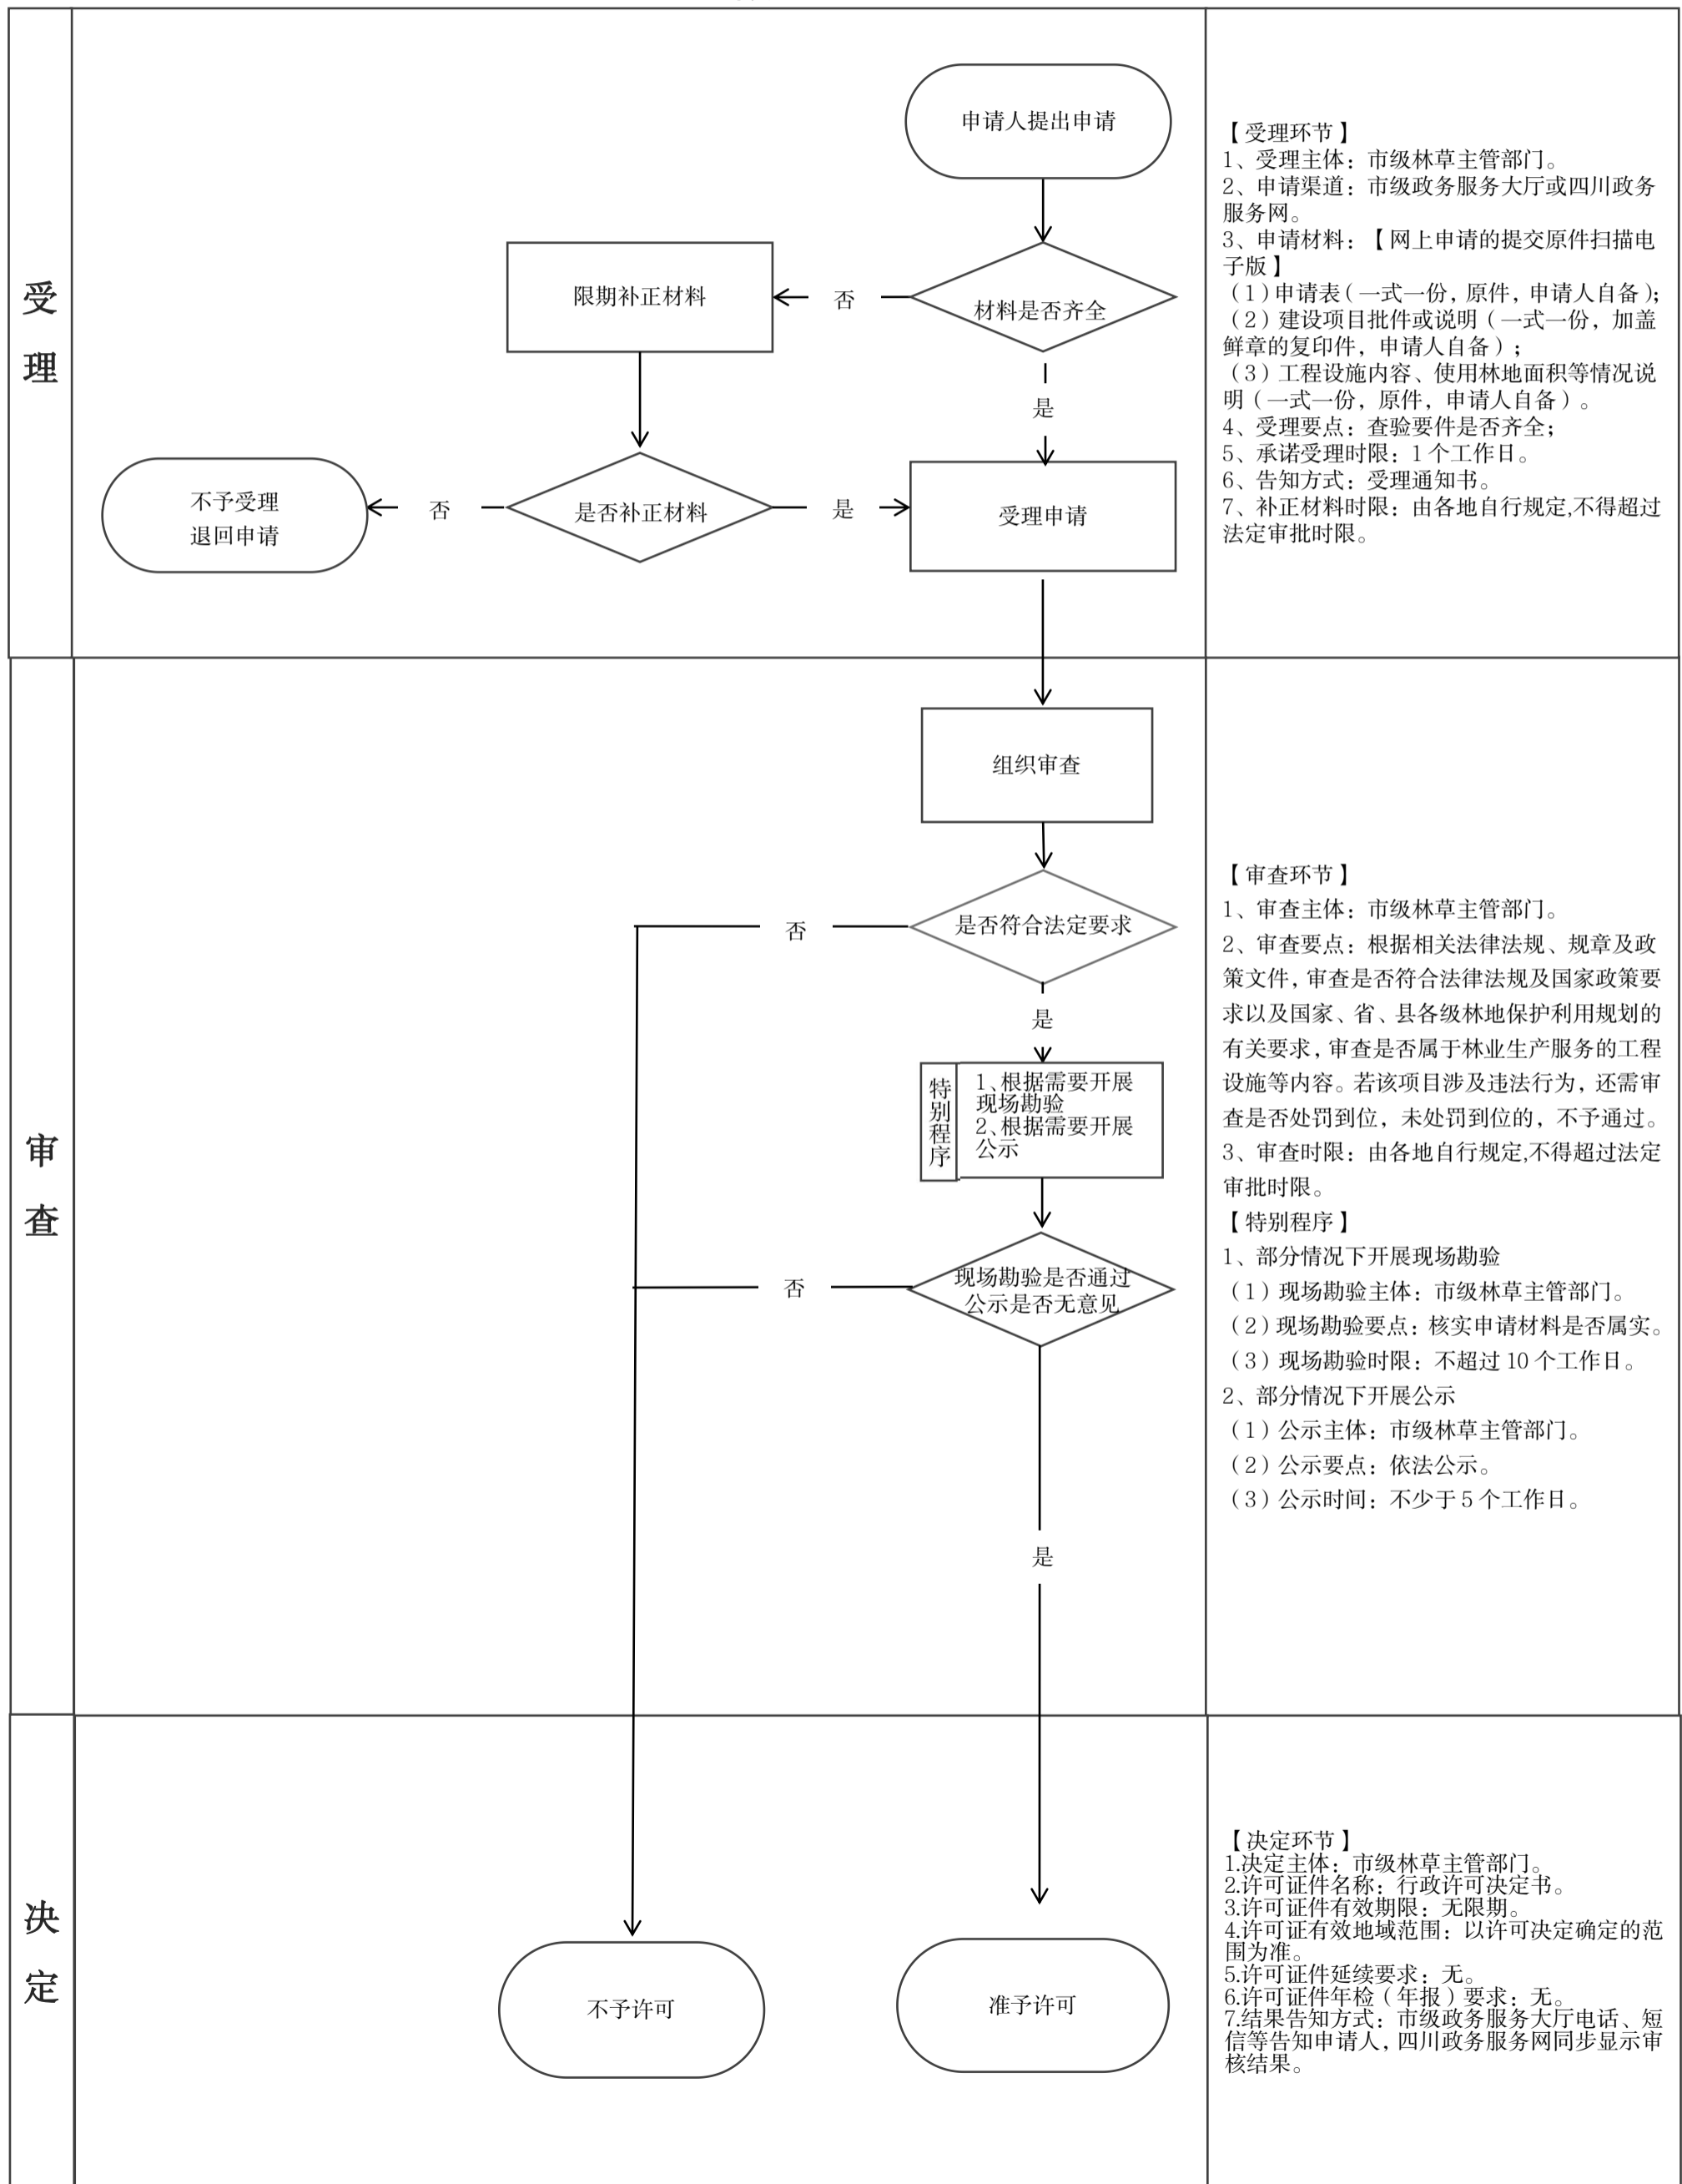 受
理
申请人提出申请
材料是否齐全
否
限期补正材料
是
是否补正材料
否
不予受理
退回申请
是
受理申请
【受理环节】
1、受理主体：市级林草主管部门。
2、申请渠道：市级政务服务大厅或四川政务
服务网。
3、申请材料：【网上申请的提交原件扫描电
子版】
（1）申请表（一式一份，原件，申请人自备）；
（2）建设项目批件或说明（一式一份，加盖
鲜章的复印件，申请人自备）；
（3）工程设施内容、使用林地面积等情况说
明（一式一份，原件，申请人自备）。
4、受理要点：查验要件是否齐全；
5、承诺受理时限：1 个工作日。
6、告知方式：受理通知书。
7、补正材料时限：由各地自行规定,不得超过
法定审批时限。
审
查
组织审查
是否符合法定要求
否
是
特别程序
1、根据需要开展
现场勘验
2、根据需要开展
公示
现场勘验是否通过
公示是否无意见
否
是
【审查环节】
1、审查主体：市级林草主管部门。
2、审查要点：根据相关法律法规、规章及政
策文件，审查是否符合法律法规及国家政策要
求以及国家、省、县各级林地保护利用规划的
有关要求，审查是否属于林业生产服务的工程
设施等内容。若该项目涉及违法行为，还需审
查是否处罚到位，未处罚到位的，不予通过。
3、审查时限：由各地自行规定,不得超过法定
审批时限。
【特别程序】
1、部分情况下开展现场勘验
（1）现场勘验主体：市级林草主管部门。
（2）现场勘验要点：核实申请材料是否属实。
（3）现场勘验时限：不超过 10 个工作日。
2、部分情况下开展公示
（1）公示主体：市级林草主管部门。
（2）公示要点：依法公示。
（3）公示时间：不少于 5 个工作日。
决
定
不予许可
准予许可
【决定环节】
1.决定主体：市级林草主管部门。
2.许可证件名称：行政许可决定书。
3.许可证件有效期限：无限期。
4.许可证有效地域范围：以许可决定确定的范
围为准。
5.许可证件延续要求：无。
6.许可证件年检（年报）要求：无。
7.结果告知方式：市级政务服务大厅电话、短
信等告知申请人，四川政务服务网同步显示审
核结果。